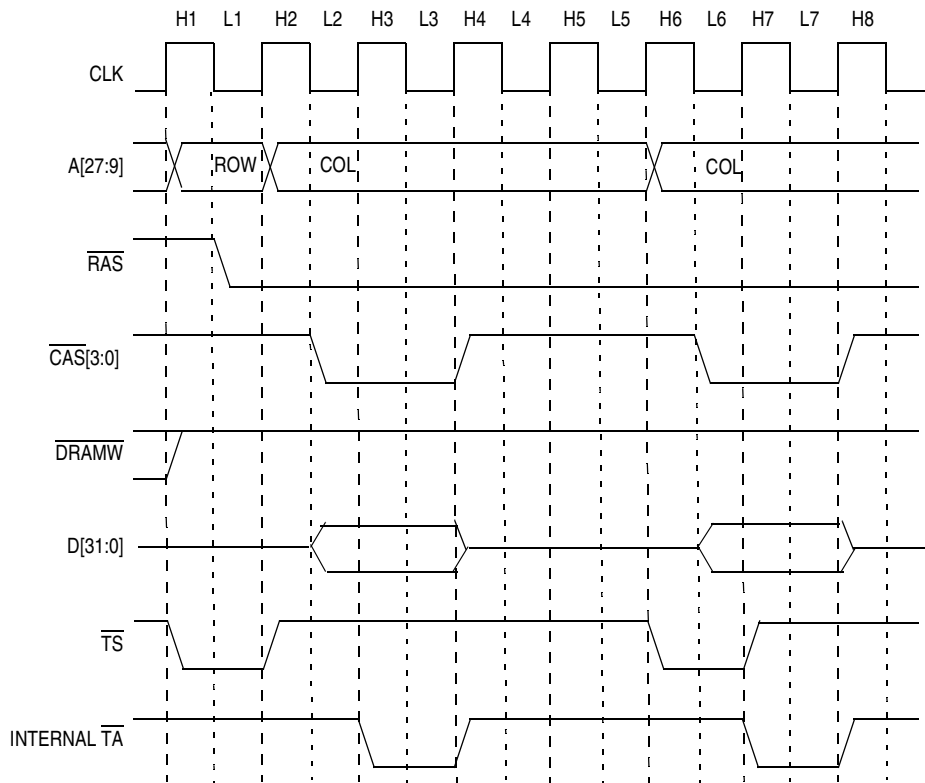 H1 L1 H2 L2 H3 L3 H4 L4 H5 L5 H6 L6 H7 L7 H8
CLK
A[27:9] ROW COL COL
RAS
CAS[3:0]
DRAMW
D[31:0]
TS
INTERNAL TA